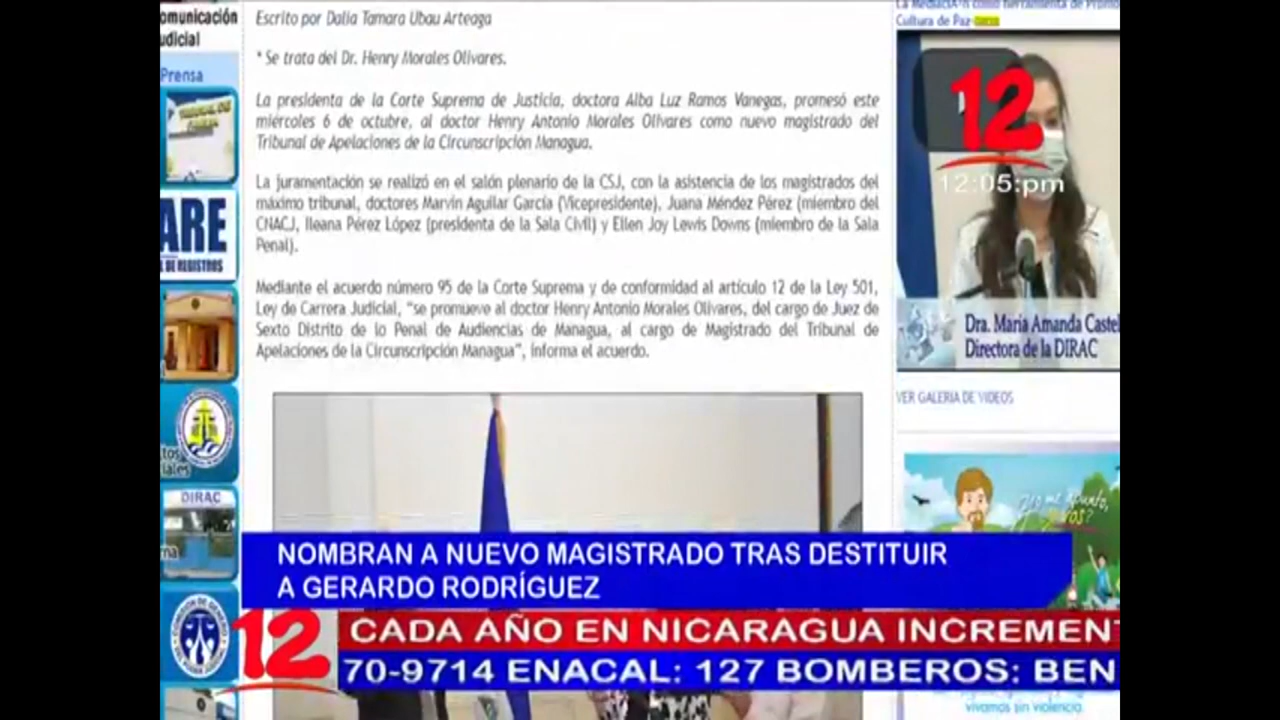 omunicación
udicial
Prensa
ARE
DE REGISTROS
tos
iales
DIRAC
Escrito por Dalia Tamara Ubau Arteaga
* Se trata del Dr. Henry Morales Olivares.
La presidenta de la Corte Suprema de Justicia, doctora Alba Luz Ramos Vanegas, promesó este
miércoles 6 de octubre, al doctor Henry Antonio Morales Olivares como nuevo magistrado del
Tribunal de Apelaciones de la Circunscripción Managua.
La juramentación se realizó en el salón plenario de la CSJ, con la asistencia de los magistrados del
máximo tribunal, doctores Marvin Aguilar García (Vicepresidente), Juana Méndez Pérez (miembro del
CNACJ, Ileana Pérez López (presidenta de la Sala Civil) y Ellen Joy Lewis Downs (miembro de la Sala
Penal).
Mediante el acuerdo número 95 de la Corte Suprema y de conformidad al artículo 12 de la Ley 501,
Ley de Carrera Judicial, "se promueve al doctor Henry Antonio Morales Olivares, del cargo de Juez de
Sexto Distrito de lo Penal de Audiencias de Managua, al cargo de Magistrado del Tribunal de
Apelaciones de la Circunscripción Managua", informa el acuerdo.
Cultura de Paz
12
12:05:pm
Dra. Maria Amanda Castel
Directora de la DIRAC
VER GALERIA DE VIDEOS
NOMBRAN A NUEVO MAGISTRADO TRAS DESTITUIR
A GERARDO RODRÍGUEZ
12
CADA AÑO EN NICARAGUA INCREMENT
70-9714 ENACAL: 127 BOMBEROS: BEN
vivamos sin violencia.